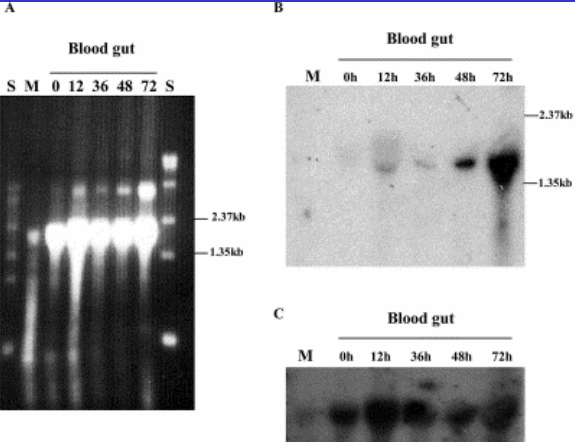 A
Blood gut
S M 0 12 36 48 72 S
2.37kb
1.35kb
B
Blood gut
M 0h 12h 36h 48h 72h
2.37kb
1.35kb
C
Blood gut
M 0h 12h 36h 48h 72h